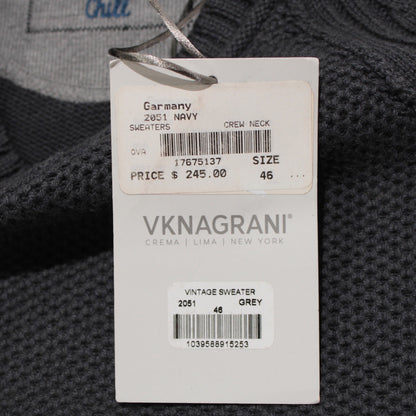 Chill
Garmany
2051 NAVY
SWEATERS CREW NECK
OVA
17675137 SIZE
PRICE $ 245.00 46 ...
VKNAGRANI®
CREMA | LIMA | NEW YORK
VINTAGE SWEATER
2051 46 GREY
1039588915253